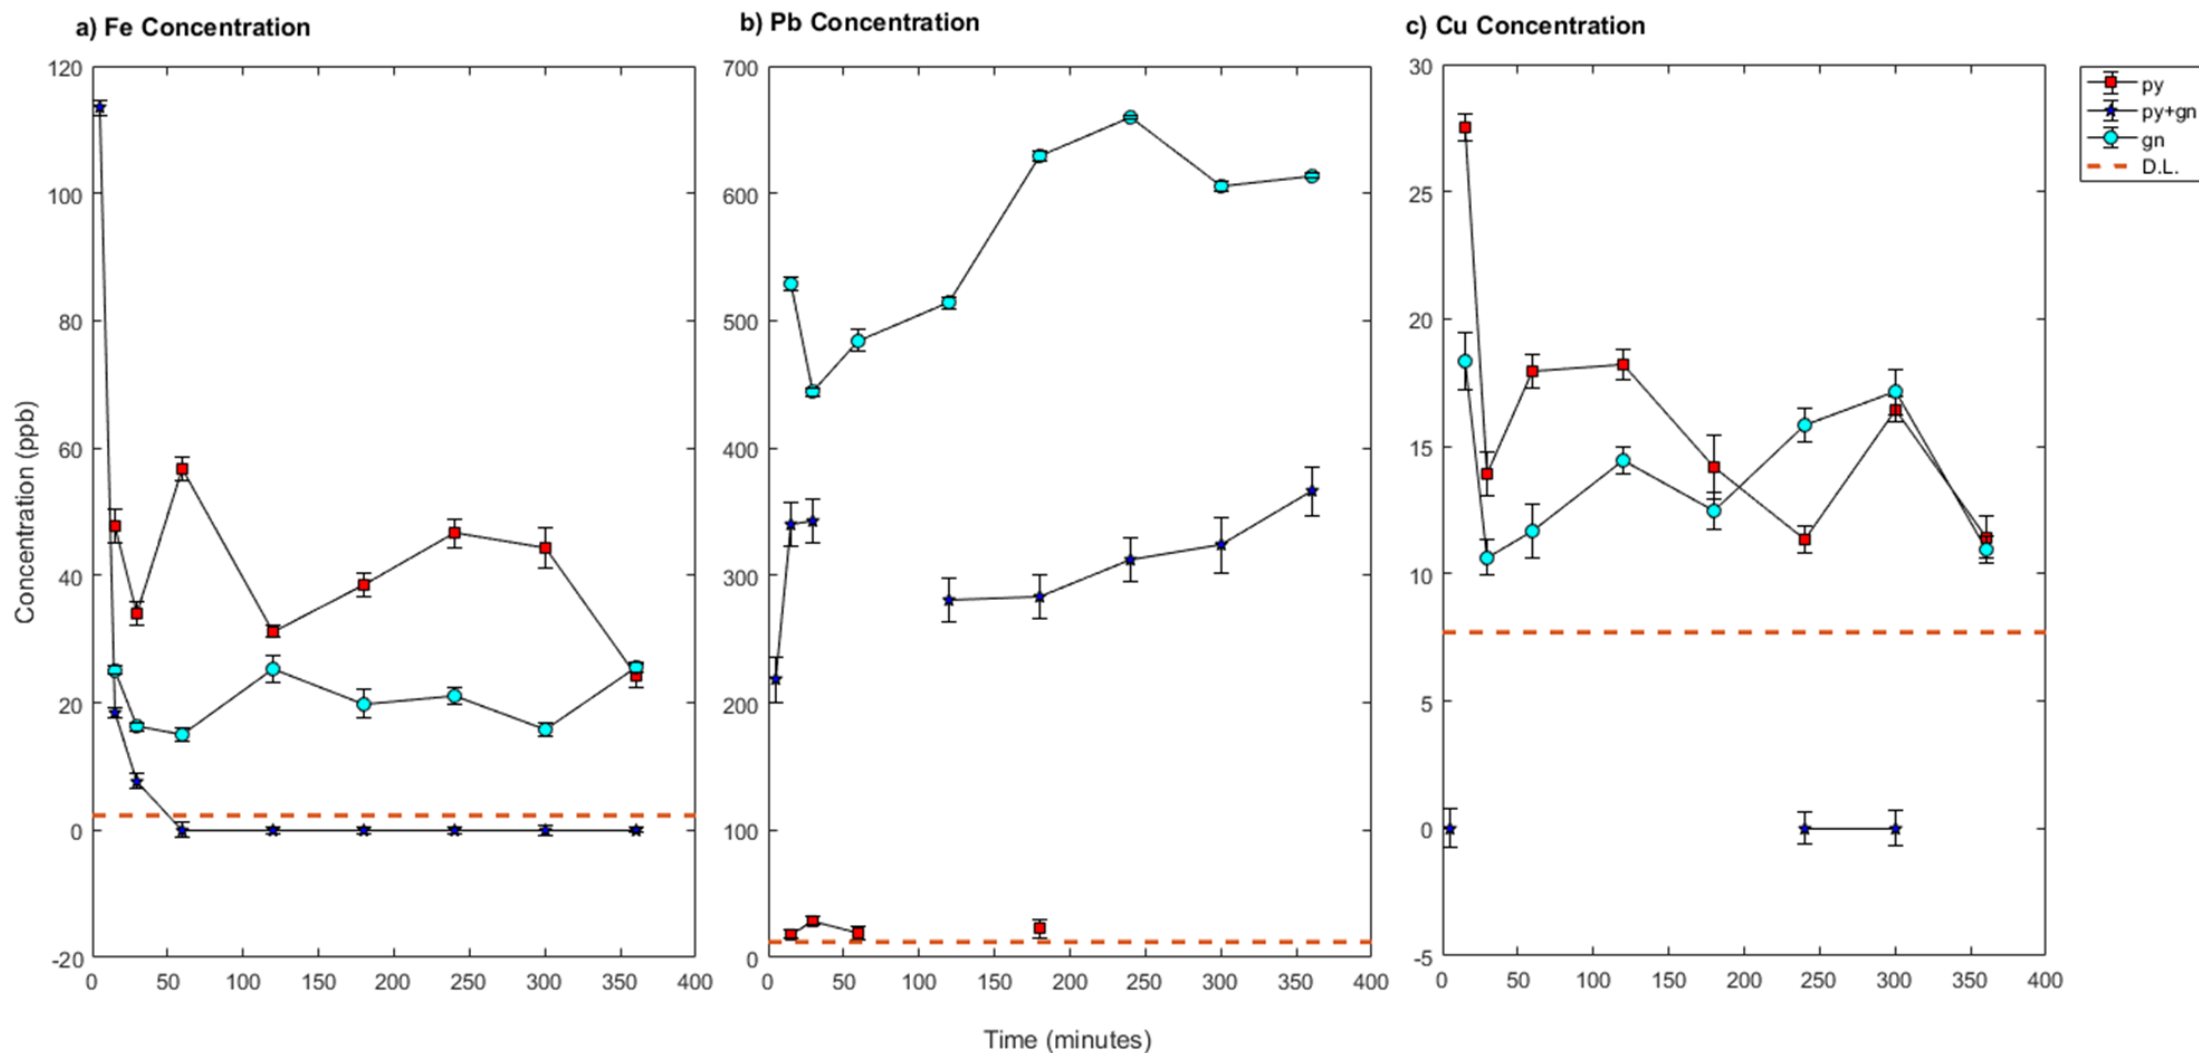 a) Fe Concentration
b) Pb Concentration
c) Cu Concentration
120
100
80
60
40
20
0
-20
0 50 100 150 200 250 300 350 400
Concentration (ppb)
700
600
500
400
300
200
100
0
0 50 100 150 200 250 300 350 400
Time (minutes)
30
25
20
15
10
5
0
-5
0 50 100 150 200 250 300 350 400
py
py+gn
gn
D.L.